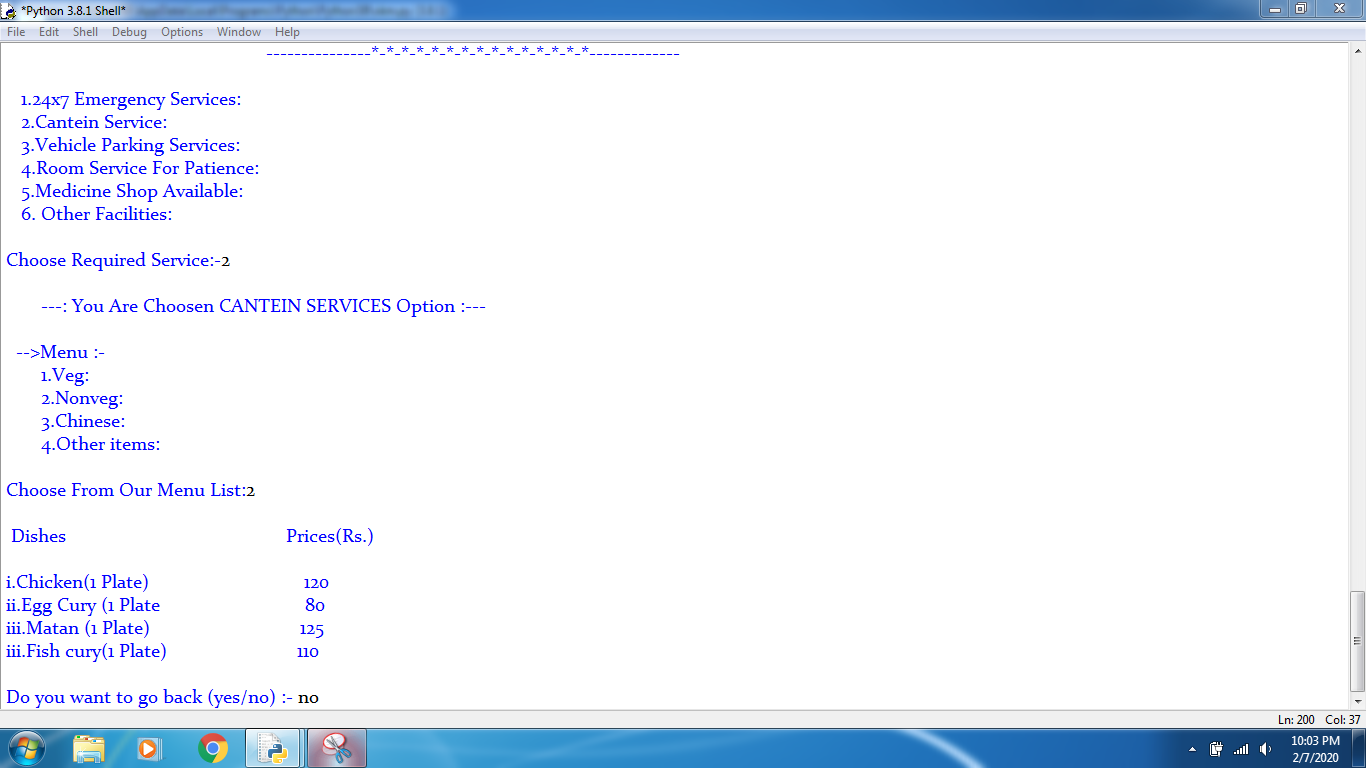 *Python 3.8.1 Shell*
File Edit Shell Debug Options Window Help
---------------*-*-*-*-*-*-*-*-*-*-*-*-*-*-*-------------
1.24x7 Emergency Services:
2.Cantein Service:
3.Vehicle Parking Services:
4.Room Service For Patience:
5.Medicine Shop Available:
6. Other Facilities:
Choose Required Service:-2
---: You Are Choosen CANTEIN SERVICES Option :---
-->Menu :-
1.Veg:
2.Nonveg:
3.Chinese:
4.Other items:
Choose From Our Menu List:2
Dishes Prices(Rs.)
i.Chicken(1 Plate) 120
ii.Egg Cury (1 Plate 80
iii.Matan (1 Plate) 125
iii.Fish cury(1 Plate) 110
Do you want to go back (yes/no) :- no
Ln: 200 Col: 37
10:03 PM
2/7/2020